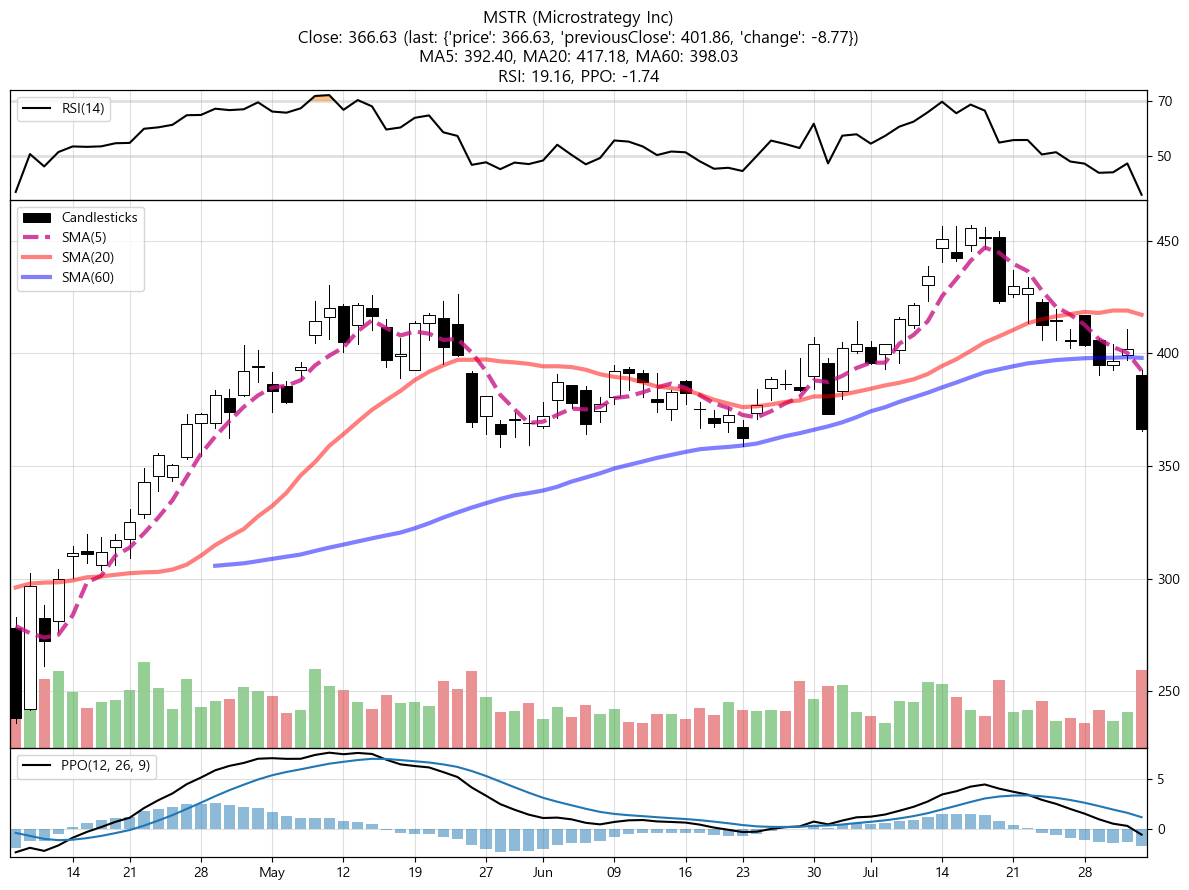 MSTR (Microstrategy Inc)
Close: 366.63 (last: {'price': 366.63, 'previousClose': 401.86, 'change': -8.77})
MA5: 392.40, MA20: 417.18, MA60: 398.03
RSI: 19.16, PPO: -1.74
RSI(14)
70
50
Candlesticks
SMA(5)
SMA(20)
SMA(60)
450
400
350
300
250
PPO(12, 26, 9)
5
0
14 21 28 May 12 19 27 Jun 09 16 23 30 Jul 14 21 28